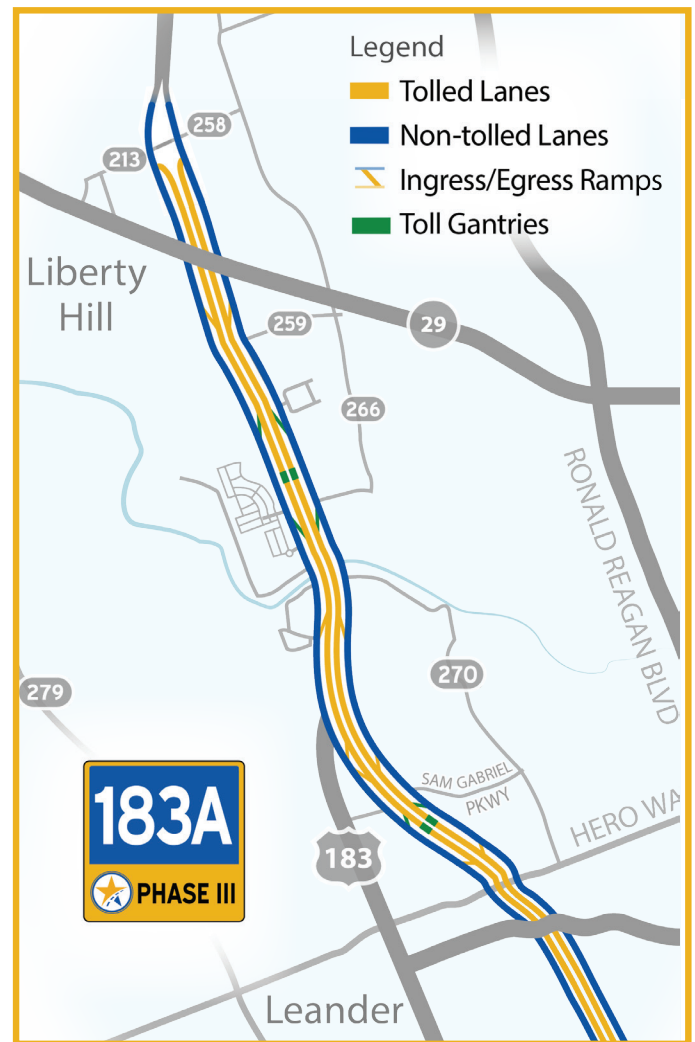 Legend
Tolled Lanes
Non-tolled Lanes
Ingress/Egress Ramps
Toll Gantries
258
213
Liberty
Hill
259
29
266
RONALD REAGAN BLVD
270
279
SAM GABRIEL
PKWY
HERO WA
183A
PHASE III
183
Leander